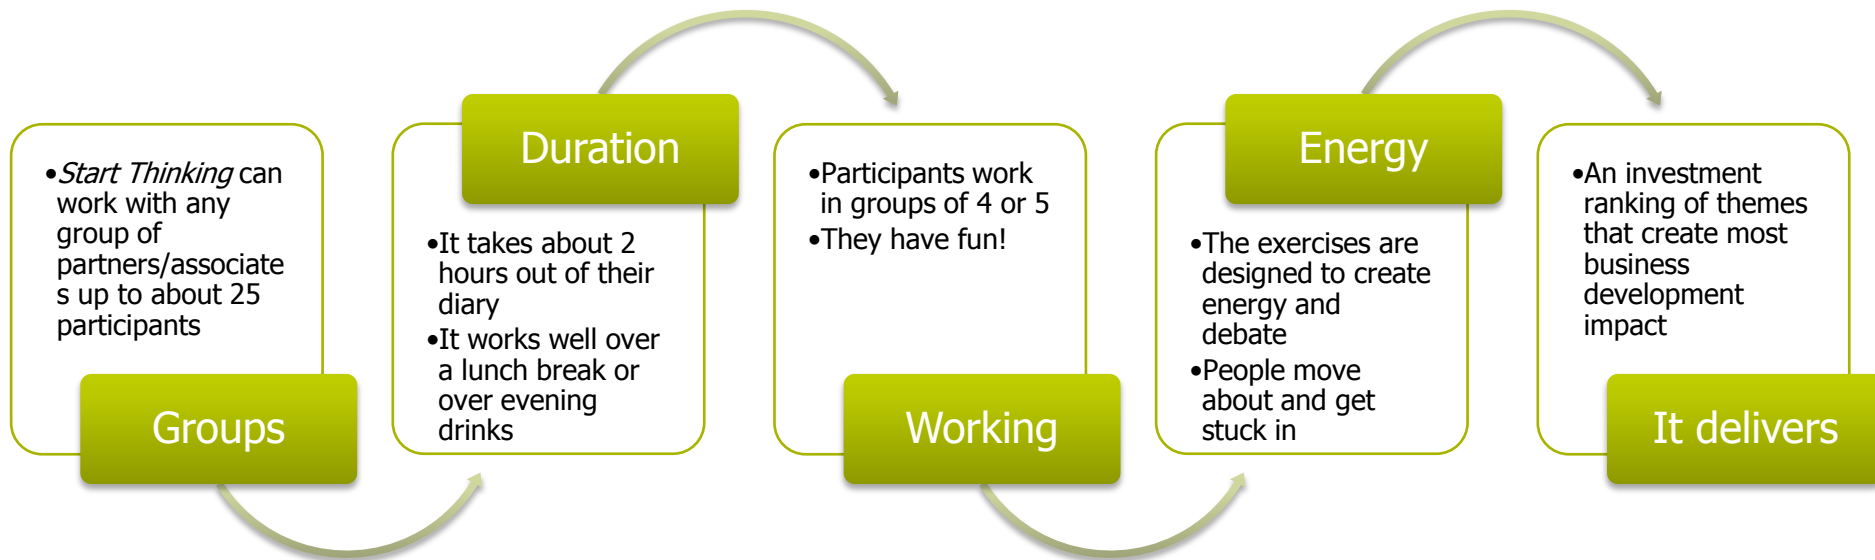 •Start Thinking can
work with any
group of
partners/associate
s up to about 25
participants
Groups
Duration
•It takes about 2
hours out of their
diary
•It works well over
a lunch break or
over evening
drinks
•Participants work
in groups of 4 or 5
•They have fun!
Working
Energy
•The exercises are
designed to create
energy and
debate
•People move
about and get
stuck in
•An investment
ranking of themes
that create most
business
development
impact
It delivers